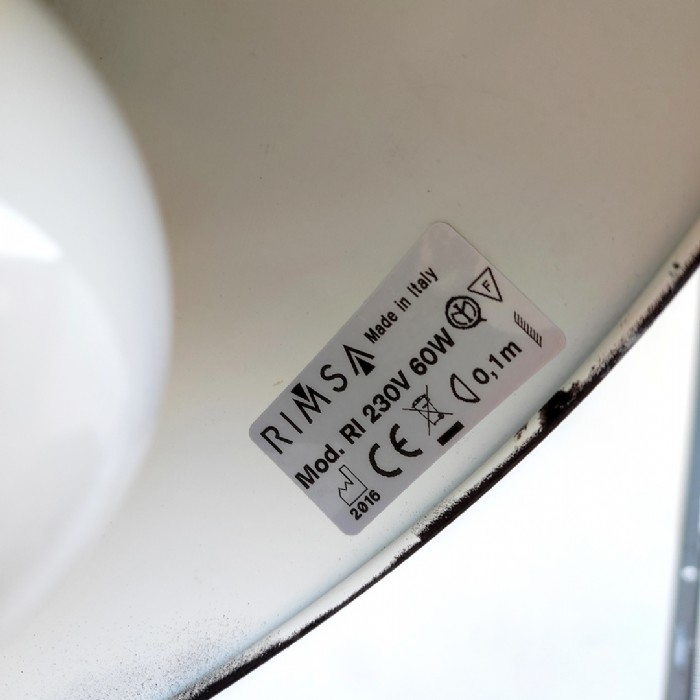 RIMSA Made in Italy
Mod. RI 230V 60W F
CE 0,1m
2016